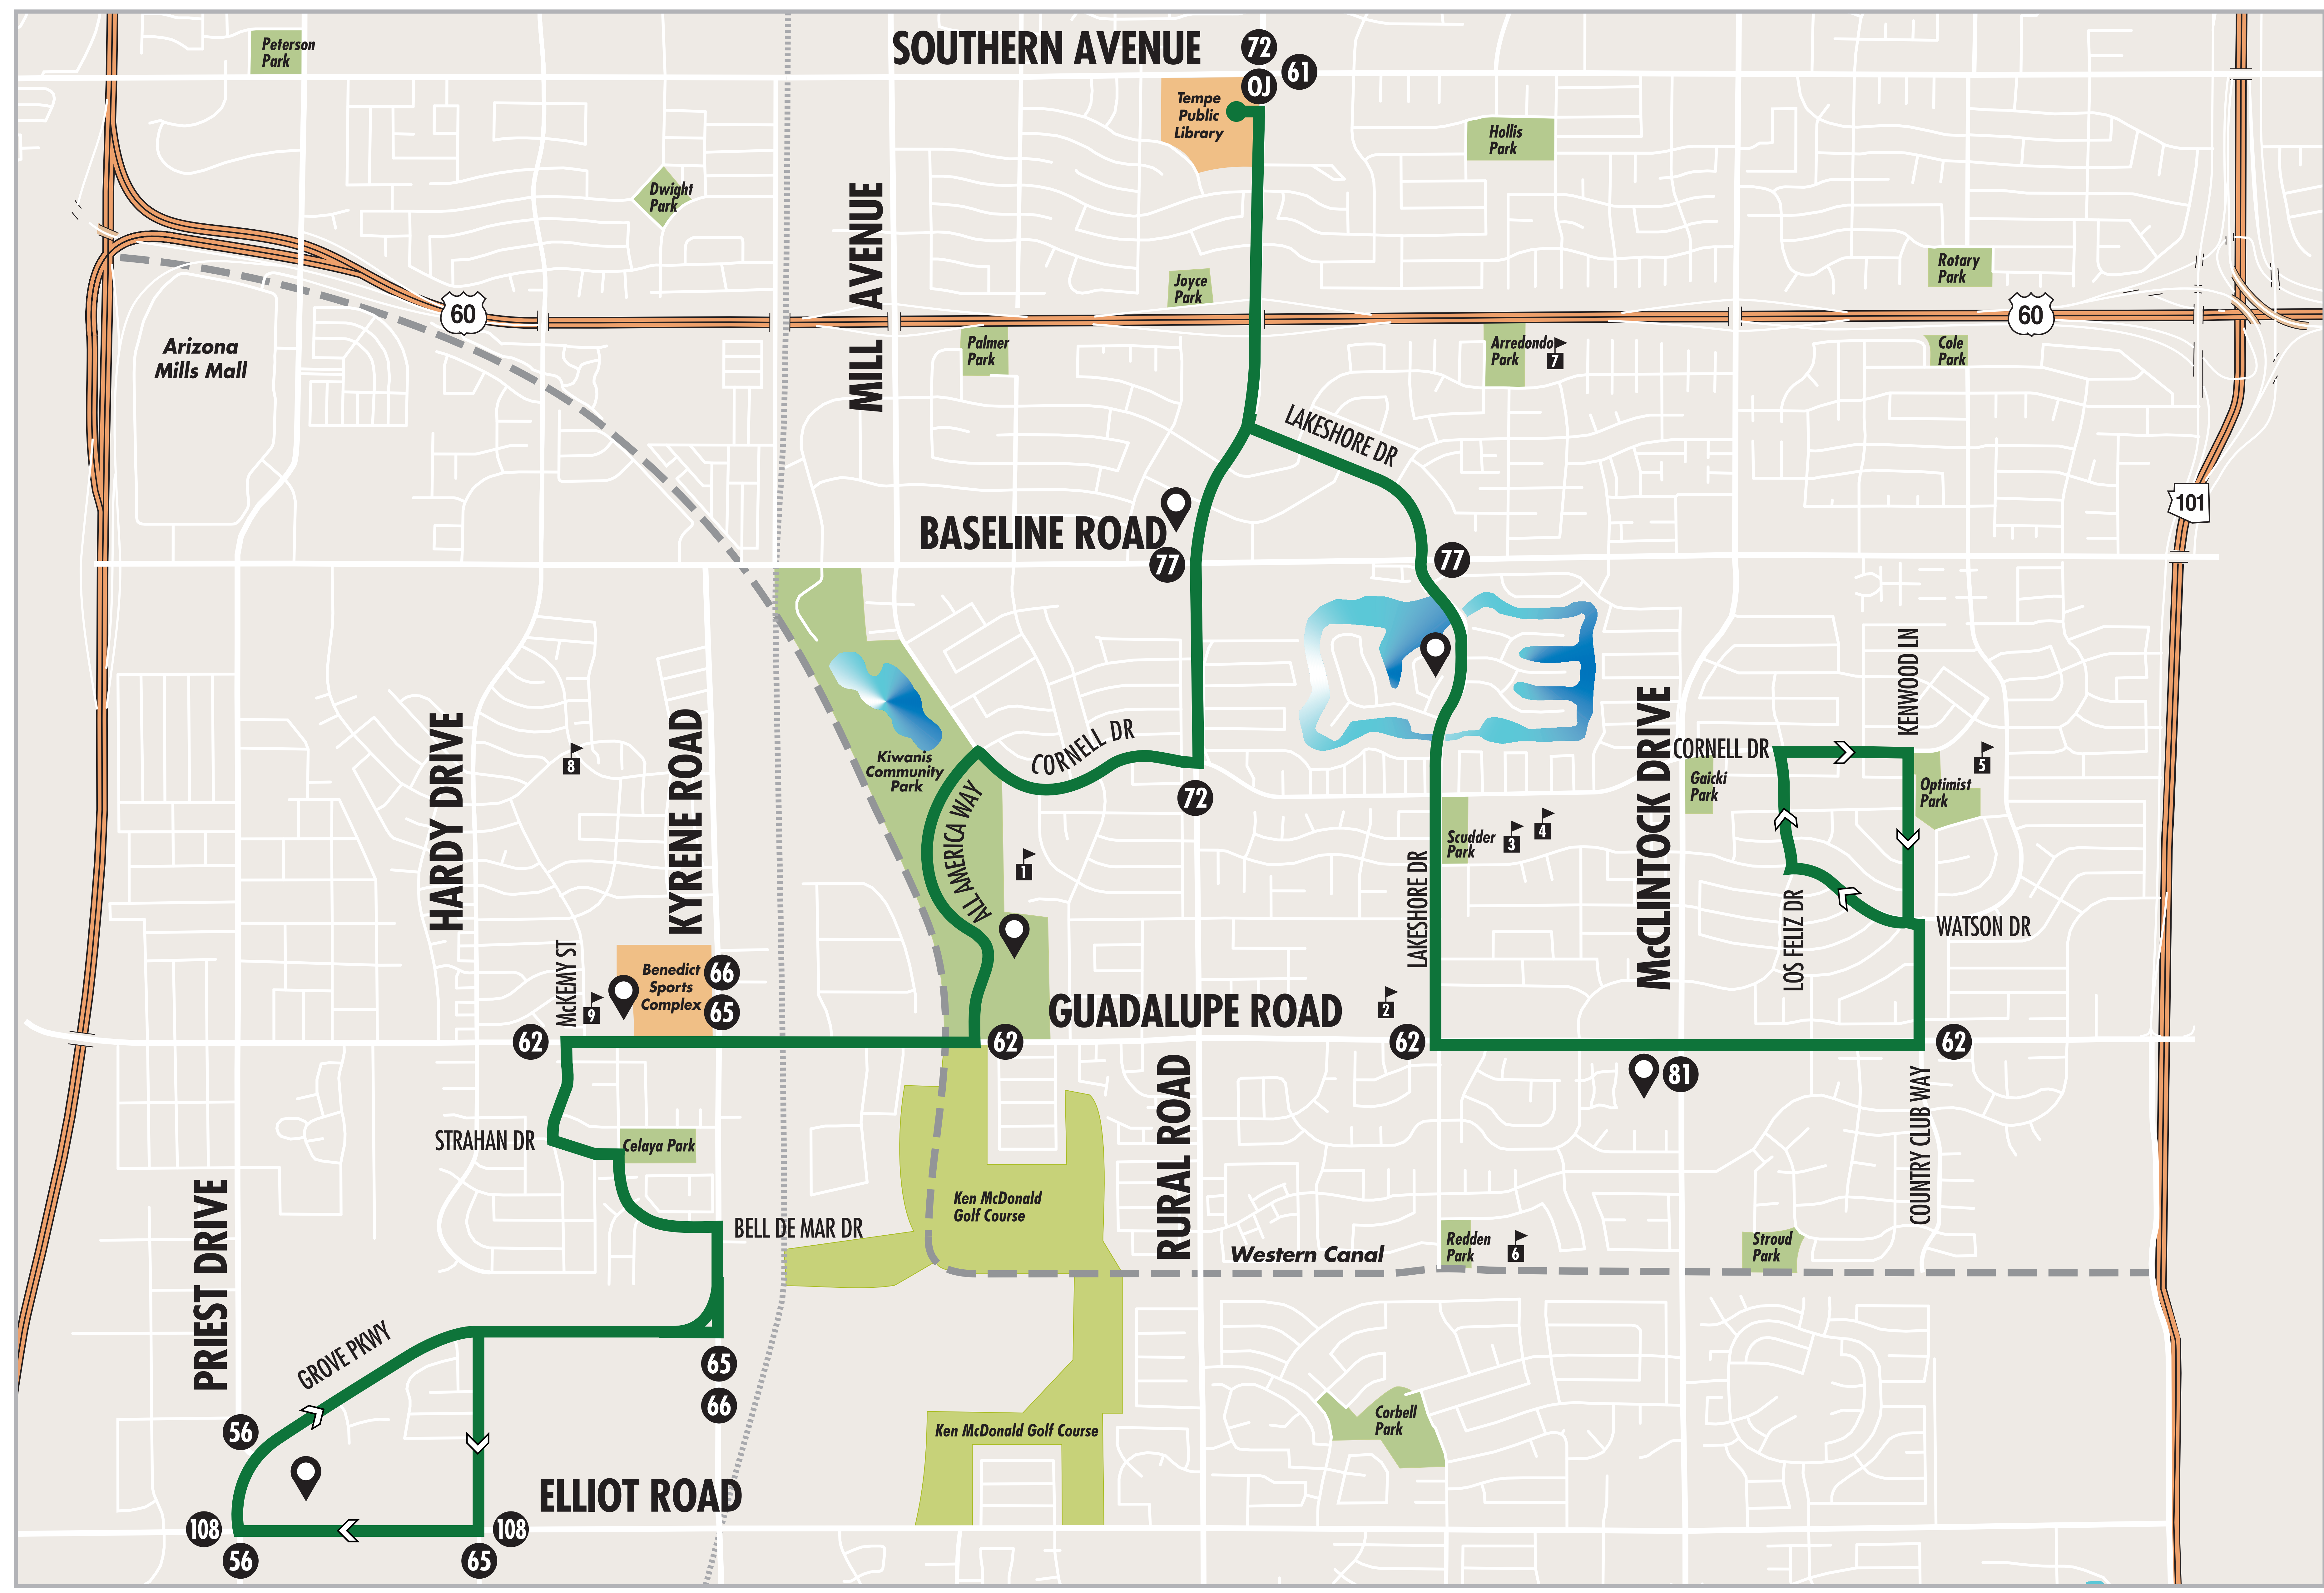 SOUTHERN AVENUE
72
OJ
61
Peterson
Park
Tempe
Public
Library
Hollis
Park
Dwight
Park
MILL AVENUE
Joyce
Park
Rotary
Park
60
60
Arizona
Mills Mall
Palmer
Park
Arredondo
Park
7
Cole
Park
LAKESHORE DR
101
BASELINE ROAD
77
77
KENWOOD LN
HARDY DRIVE
8
KYRENE ROAD
Kiwanis
Community
Park
CORNELL DR
72
McCLINTOCK DRIVE
CORNELL DR
Gaicki
Park
Optimist
Park
5
ALL AMERICA WAY
1
Scudder
Park
3
4
LAKESHORE DR
LOS FELIZ DR
WATSON DR
McKEMY ST
9
Benedict
Sports
Complex
66
65
62
62
GUADALUPE ROAD
2
62
62
81
STRAHAN DR
Celaya Park
RURAL ROAD
COUNTRY CLUB WAY
Ken McDonald
Golf Course
BELL DE MAR DR
Western Canal
Redden
Park
6
Stroud
Park
PRIEST DRIVE
GROVE PKWY
65
66
56
Corbell
Park
Ken McDonald Golf Course
ELLIOT ROAD
108
56
108
65